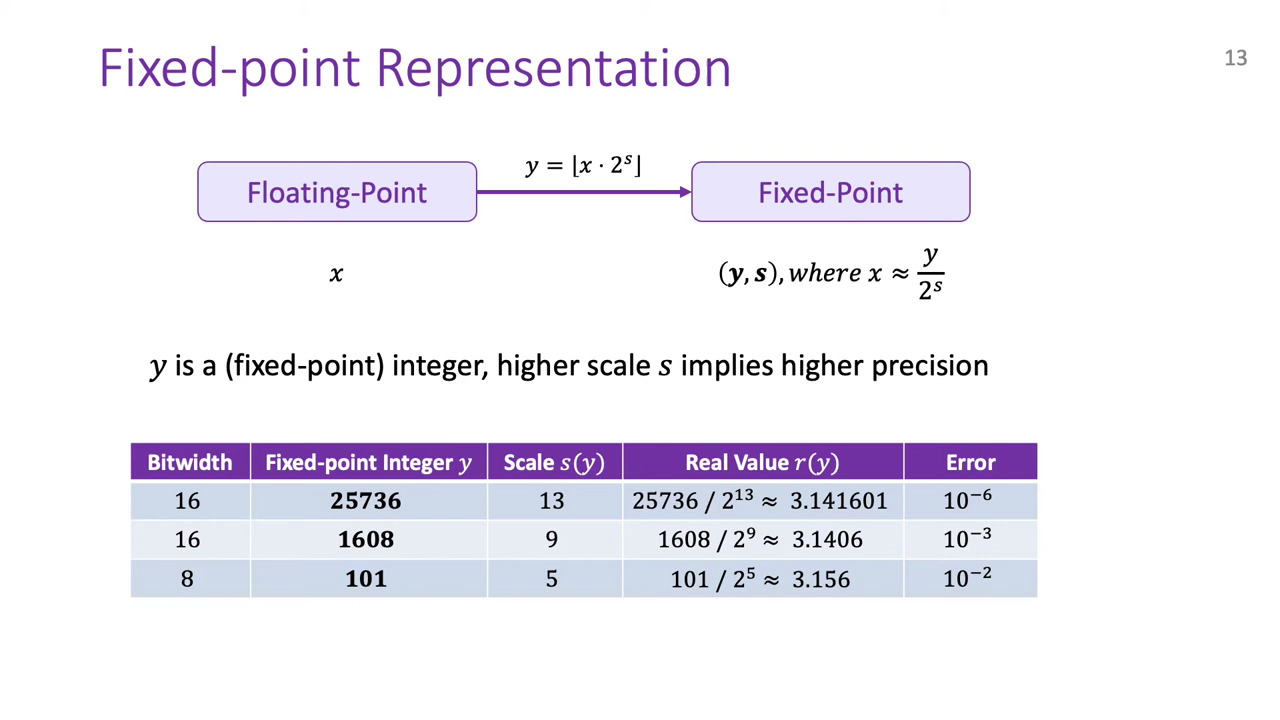 Fixed-point Representation
13
y = ⌊x · 2ˢ⌋
Floating-Point
Fixed-Point
x
(y, s), where x ≈ y/2ˢ
y is a (fixed-point) integer, higher scale s implies higher precision
Bitwidth Fixed-point Integer y Scale s(y) Real Value r(y) Error
16 25736 13 25736 / 2¹³ ≈ 3.141601 10⁻⁶
16 1608 9 1608 / 2⁹ ≈ 3.1406 10⁻³
8 101 5 101 / 2⁵ ≈ 3.156 10⁻²